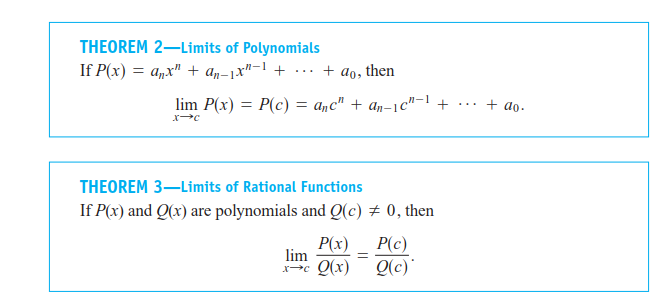 THEOREM 2—Limits of Polynomials
If P(x) = aₙxⁿ + aₙ₋₁xⁿ⁻¹ + ⋯ + a₀, then
lim P(x) = P(c) = aₙcⁿ + aₙ₋₁cⁿ⁻¹ + ⋯ + a₀.
x→c
THEOREM 3—Limits of Rational Functions
If P(x) and Q(x) are polynomials and Q(c) ≠ 0, then
lim P(x)/Q(x) = P(c)/Q(c).
x→c